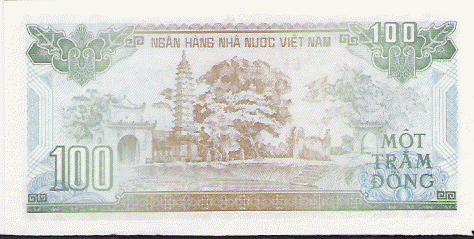 NGÂN HÀNG NHÀ NƯỚC VIỆT NAM
100
100
MỘT
TRĂM
ĐỒNG